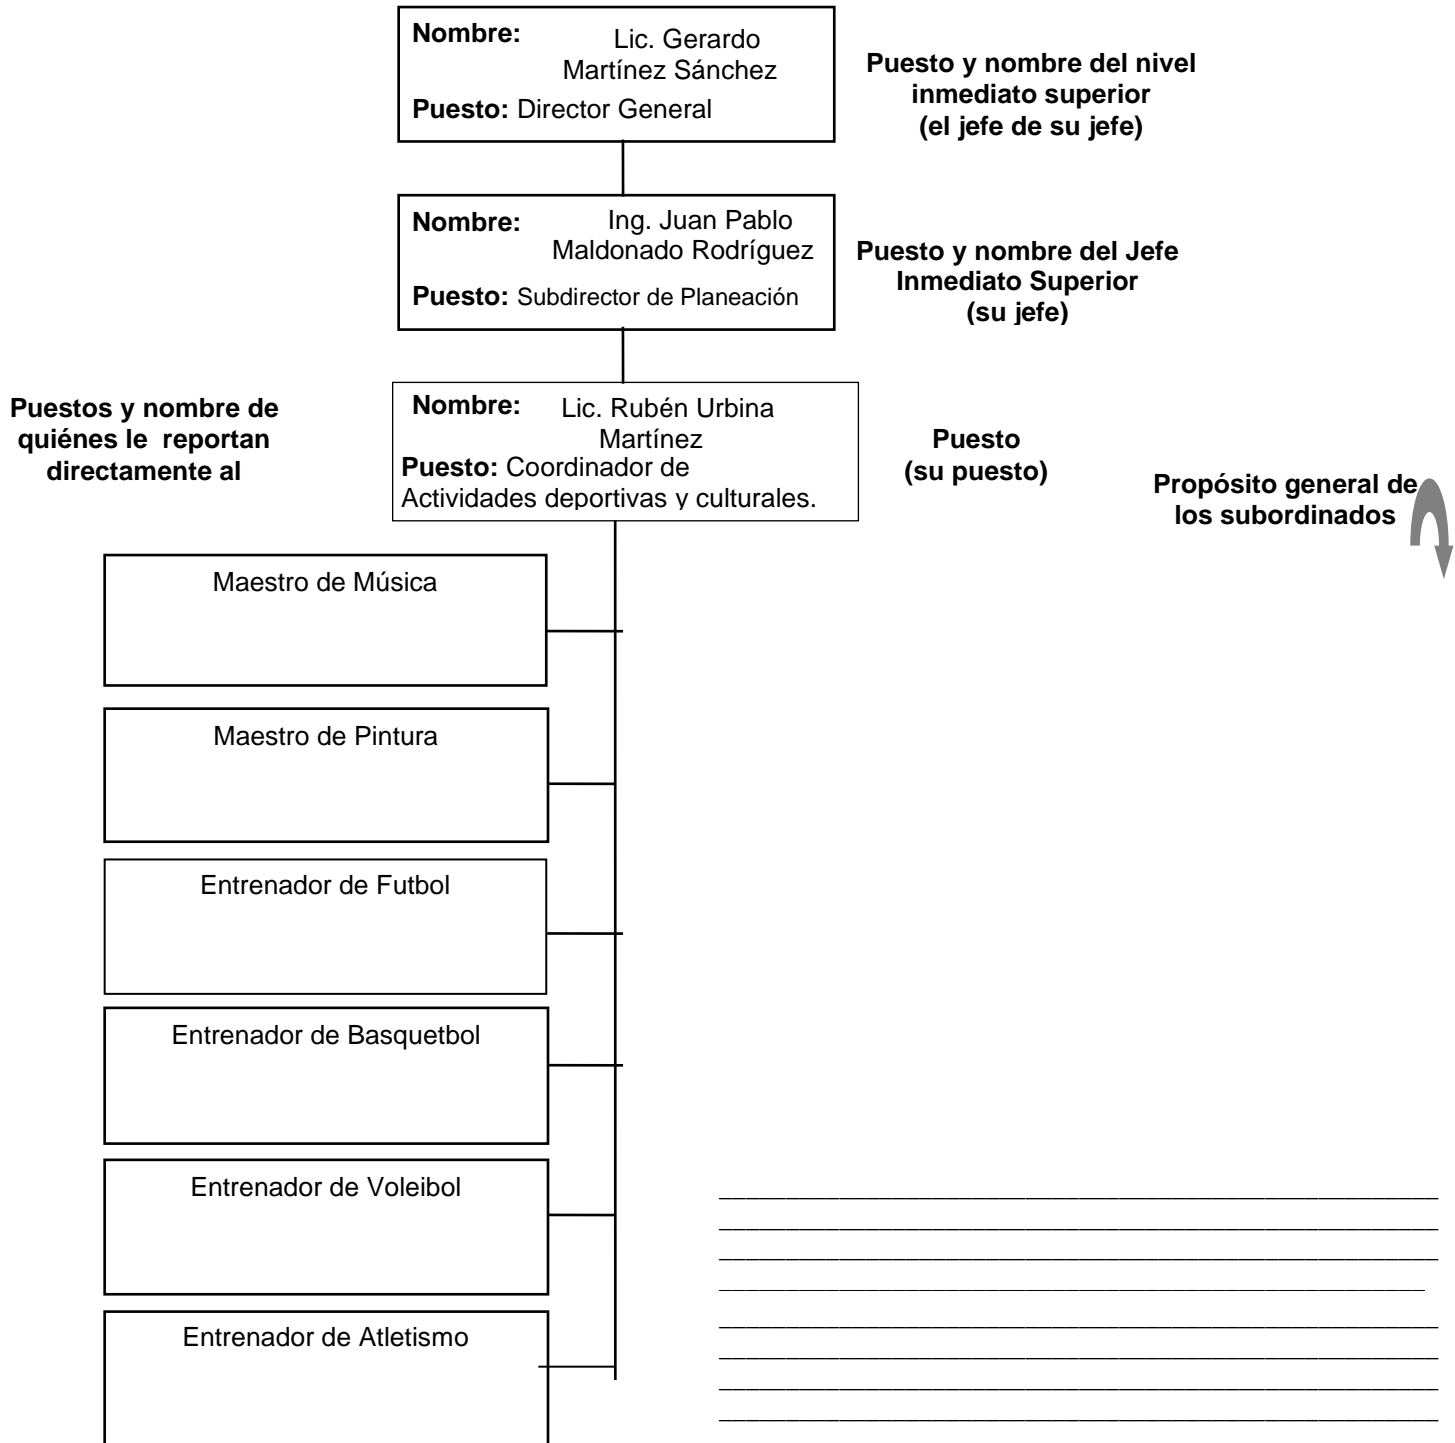 Nombre: Lic. Gerardo
Martínez Sánchez
Puesto: Director General
Puesto y nombre del nivel
inmediato superior
(el jefe de su jefe)
Nombre: Ing. Juan Pablo
Maldonado Rodríguez
Puesto: Subdirector de Planeación
Puesto y nombre del Jefe
Inmediato Superior
(su jefe)
Puestos y nombre de
quiénes le reportan
directamente al
Nombre: Lic. Rubén Urbina
Martínez
Puesto: Coordinador de
Actividades deportivas y culturales.
Puesto
(su puesto)
Propósito general de
los subordinados
Maestro de Música
Maestro de Pintura
Entrenador de Futbol
Entrenador de Basquetbol
Entrenador de Voleibol
Entrenador de Atletismo